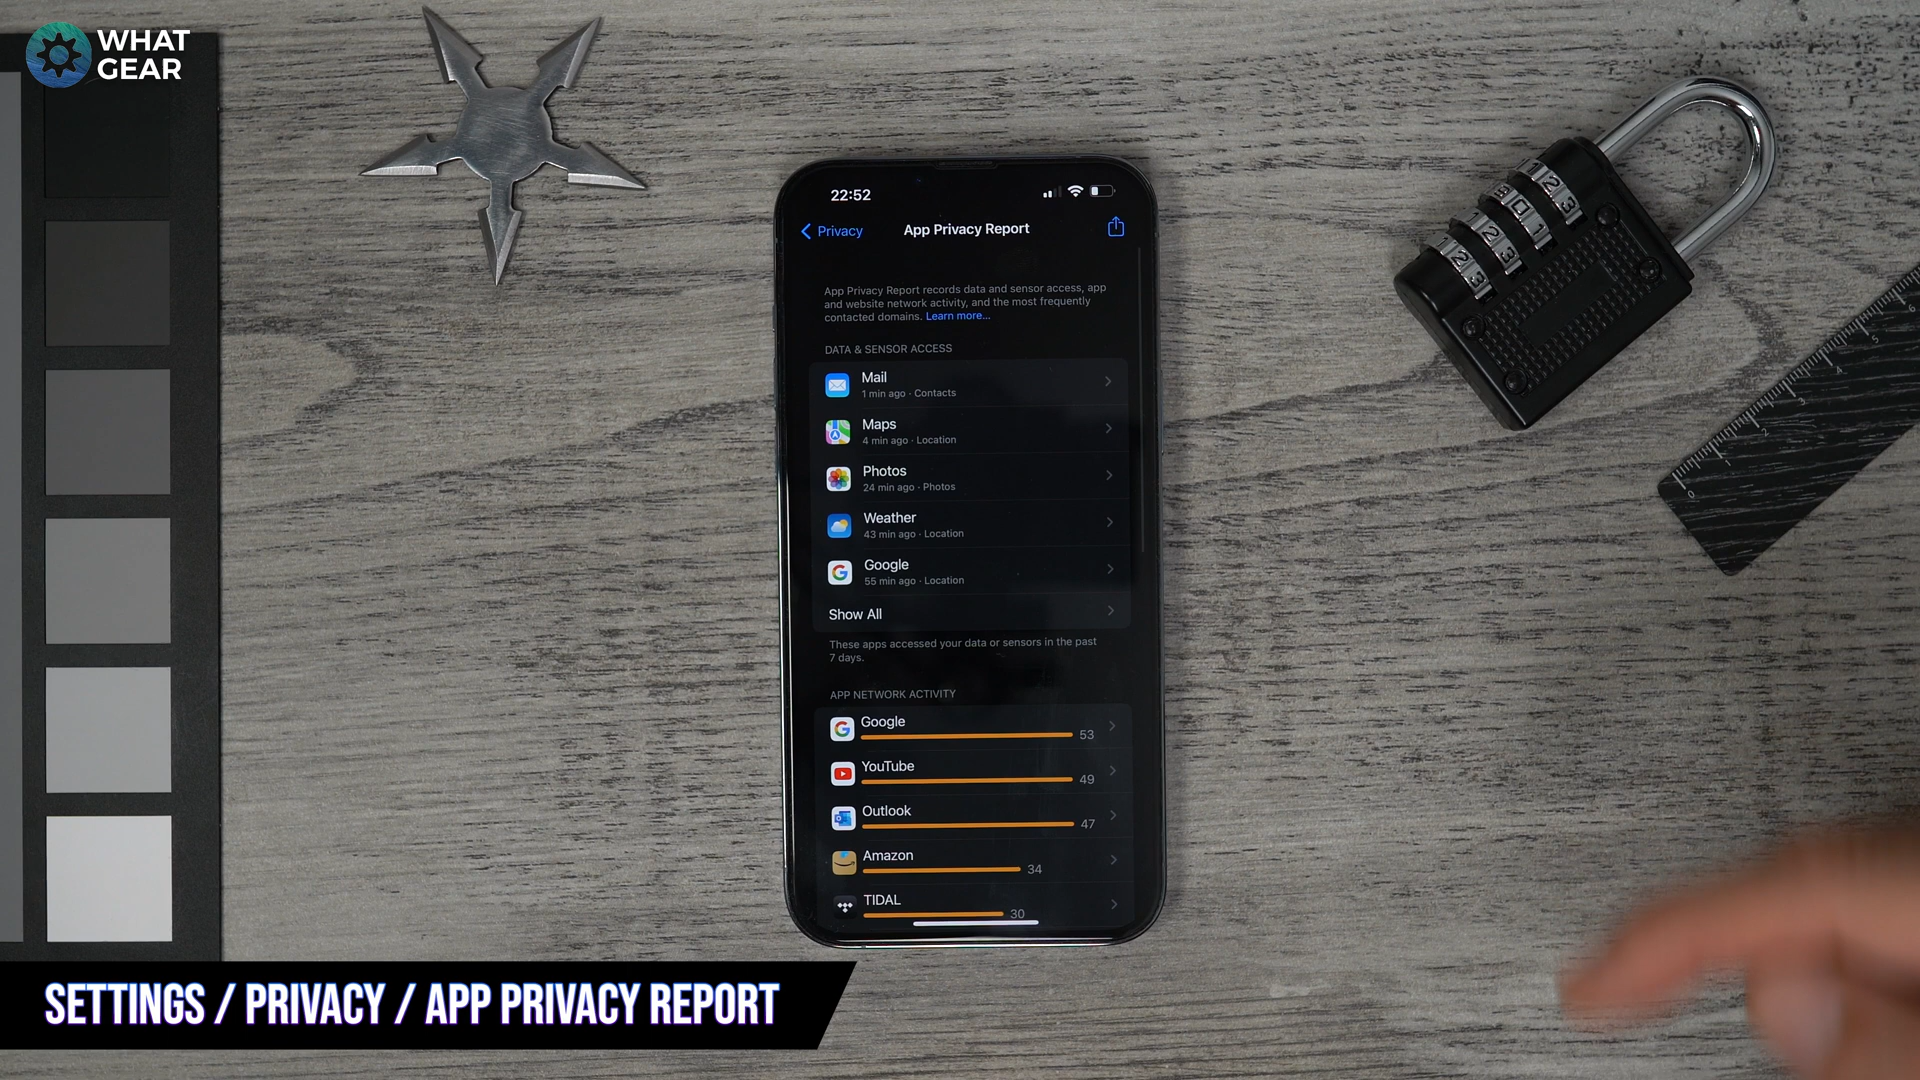 WHAT
GEAR
22:52
Privacy
App Privacy Report
App Privacy Report records data and sensor access, app
and website network activity, and the most frequently
contacted domains. Learn more...
DATA & SENSOR ACCESS
Mail
1 min ago · Contacts
Maps
4 min ago · Location
Photos
24 min ago · Photos
Weather
43 min ago · Location
Google
55 min ago · Location
Show All
These apps accessed your data or sensors in the past
7 days.
APP NETWORK ACTIVITY
Google
53
YouTube
49
Outlook
47
Amazon
34
TIDAL
30
SETTINGS / PRIVACY / APP PRIVACY REPORT